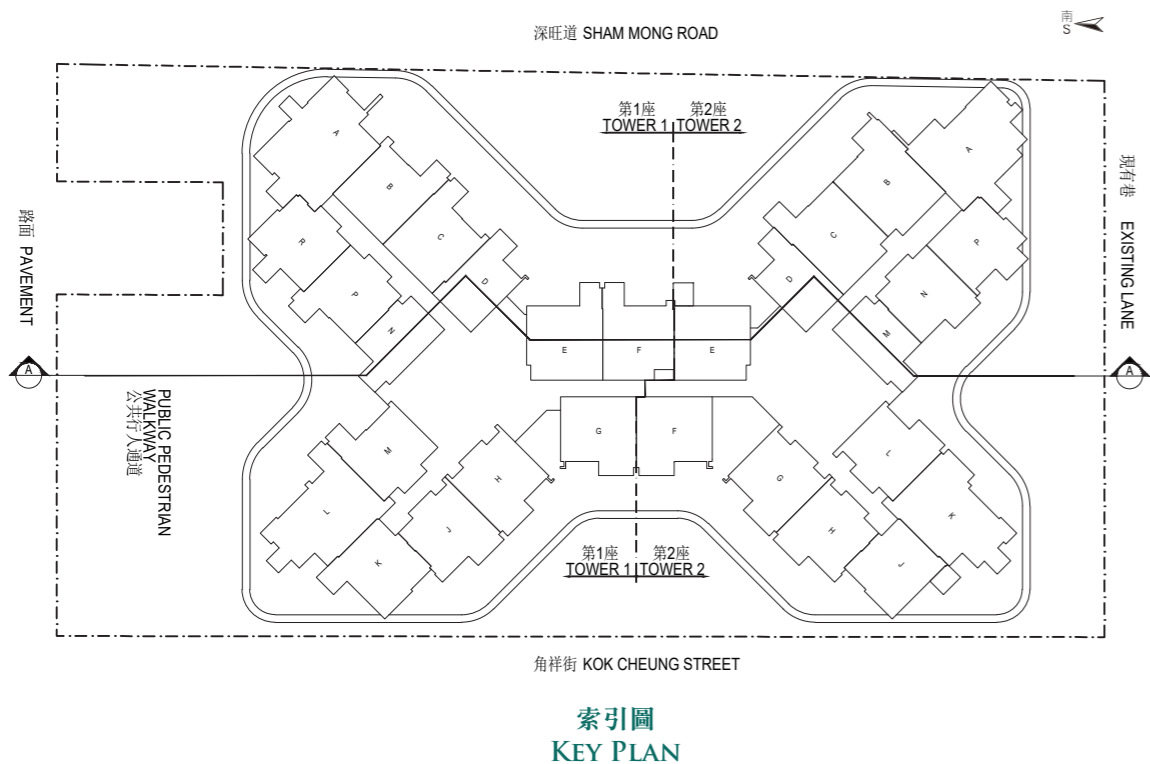 南
S
深旺道 SHAM MONG ROAD
第1座 第2座
TOWER 1 TOWER 2
A
B
C
D
R
P
N
E
F
E
A
B
C
D
P
N
M
現有巷 EXISTING LANE
路面 PAVEMENT
A
A
PUBLIC PEDESTRIAN
WALKWAY
公共行人通道
M
L
K
J
H
G
F
G
H
J
K
L
第1座 第2座
TOWER 1 TOWER 2
角祥街 KOK CHEUNG STREET
索引圖
KEY PLAN